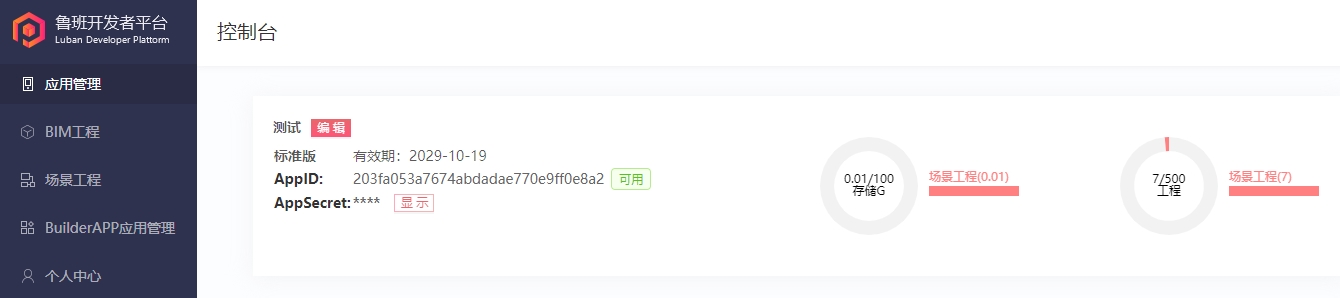 鲁班开发者平台
Luban Developer Plattorm
应用管理
BIM工程
场景工程
BuilderAPP应用管理
个人中心
控制台
测试 编辑
标准版 有效期：2029-10-19
AppID: 203fa053a7674abdadae770e9ff0e8a2 可用
AppSecret: **** 显示
0.01/100
存储G
场景工程(0.01)
7/500
工程
场景工程(7)